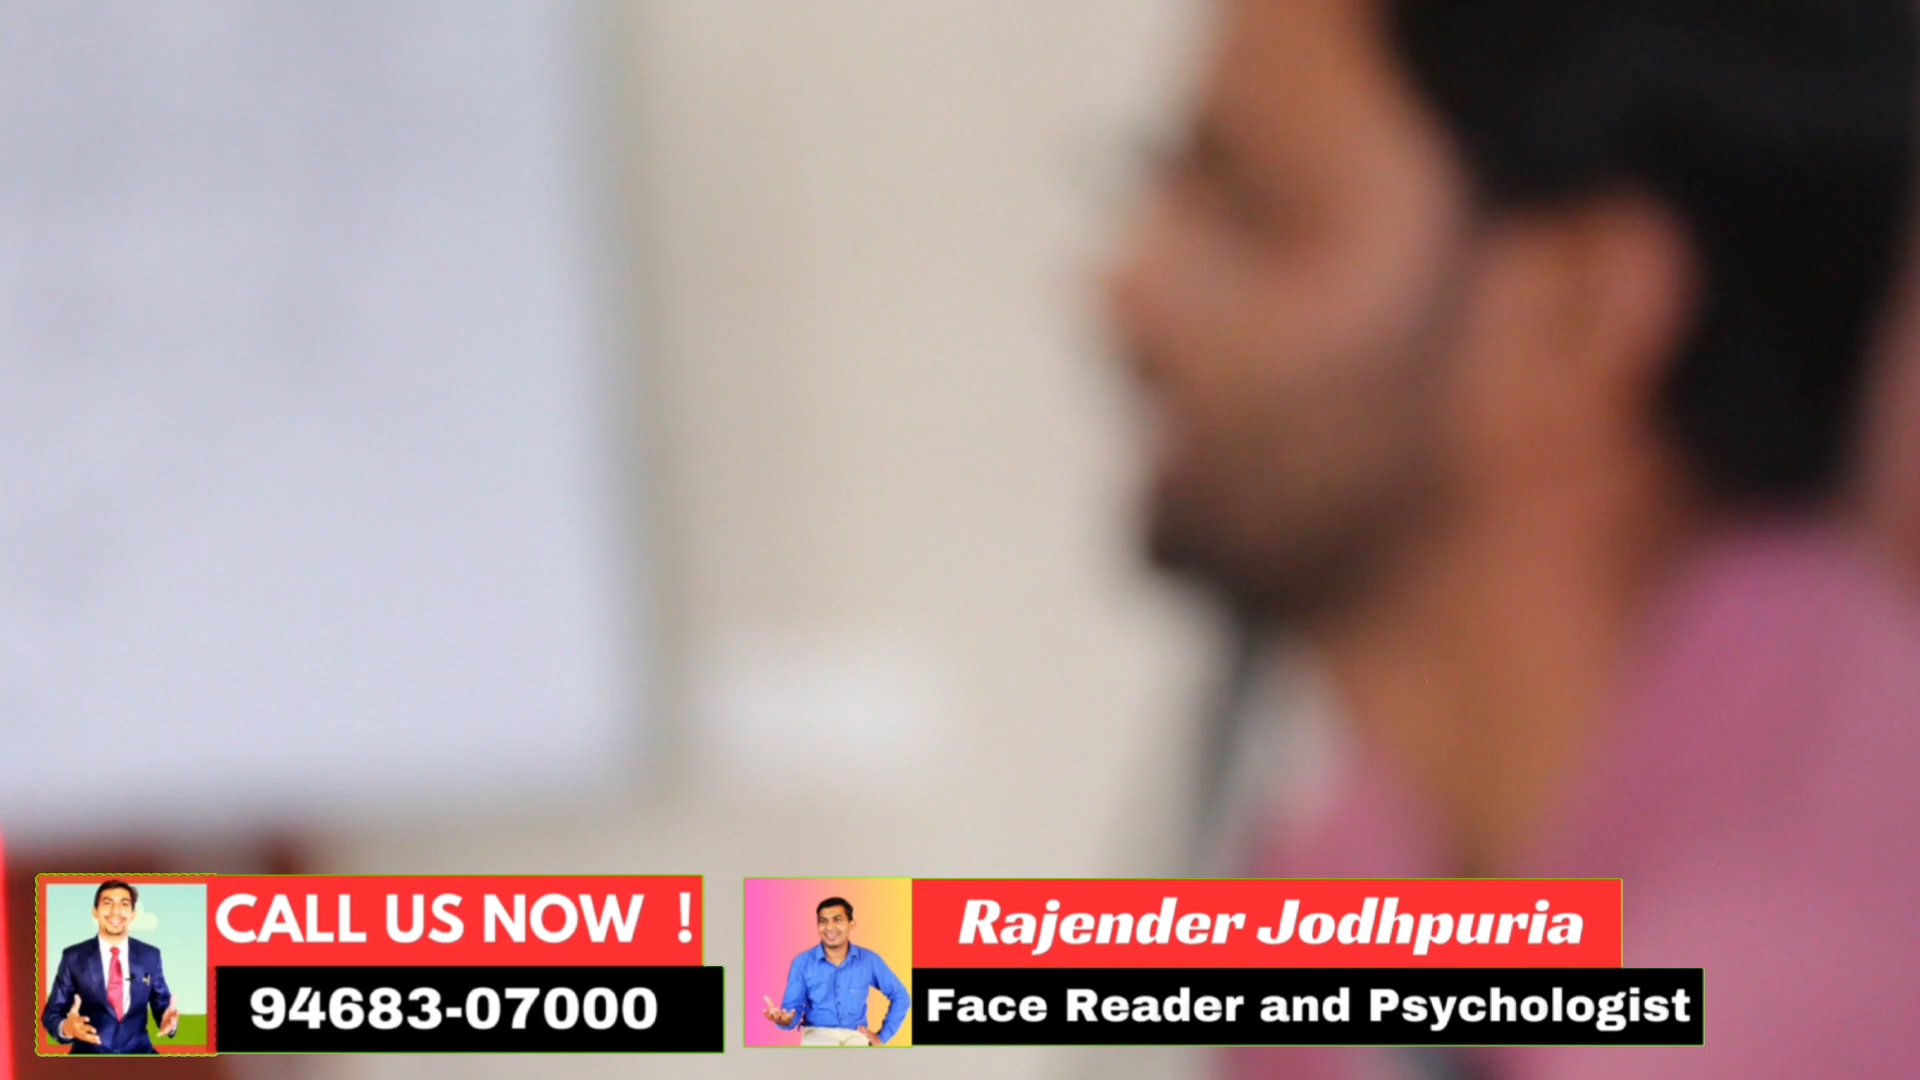 CALL US NOW !
94683-07000
Rajender Jodhpuria
Face Reader and Psychologist